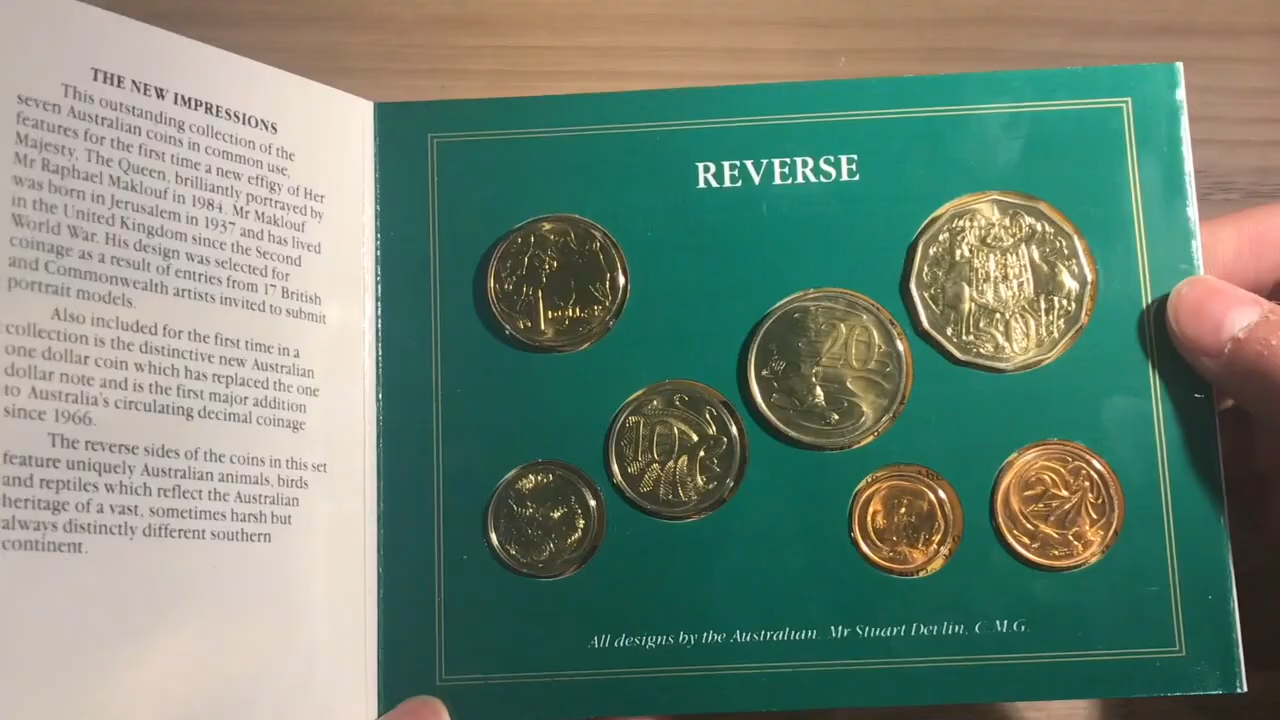 THE NEW IMPRESSIONS
This outstanding collection of the
seven Australian coins in common use,
features for the first time a new effigy of Her
Majesty, The Queen, brilliantly portrayed by
Mr Raphael Maklouf in 1984. Mr Maklouf
was born in Jerusalem in 1937 and has lived
in the United Kingdom since the Second
World War. His design was selected for
coinage as a result of entries from 17 British
and Commonwealth artists invited to submit
portrait models.
Also included for the first time in a
collection is the distinctive new Australian
one dollar coin which has replaced the one
dollar note and is the first major addition
to Australia's circulating decimal coinage
since 1966.
The reverse sides of the coins in this set
feature uniquely Australian animals, birds
and reptiles which reflect the Australian
heritage of a vast, sometimes harsh but
always distinctly different southern
continent.
REVERSE
1 DOLLAR
50
20
10
1
2
All designs by the Australian, Mr Stuart Devlin, C.M.G.